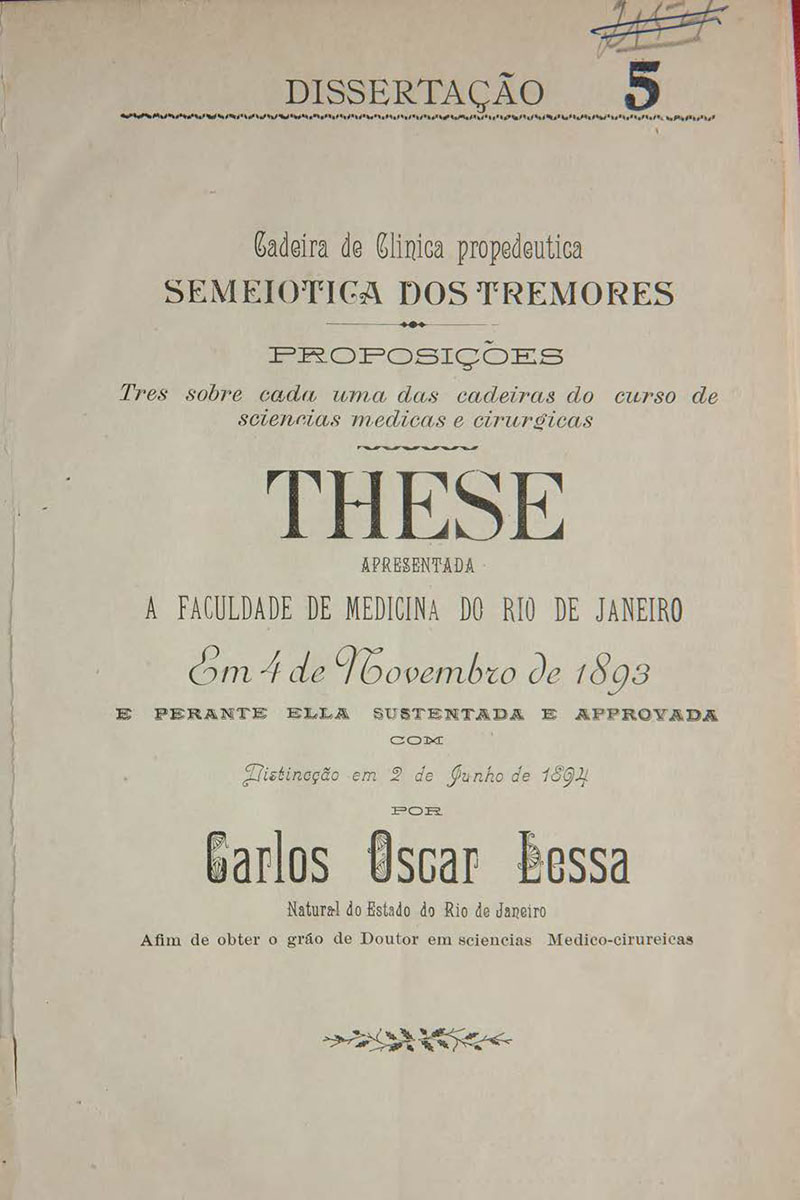 DISSERTAÇÃO 5
Cadeira de Clinica propedeutica
SEMEIOTICA DOS TREMORES
PROPOSIÇÕES
Tres sobre cada uma das cadeiras do curso de
sciencias medicas e cirurgicas
THESE
APRESENTADA
A FACULDADE DE MEDICINA DO RIO DE JANEIRO
Em 4 de Novembro de 1893
E PERANTE ELLA SUSTENTADA E APPROVADA
COM
Distincção em 2 de Junho de 1894
POR
Carlos Oscar Lessa
Natural do Estado do Rio de Janeiro
Afim de obter o gráo de Doutor em sciencias Medico-cirureicas